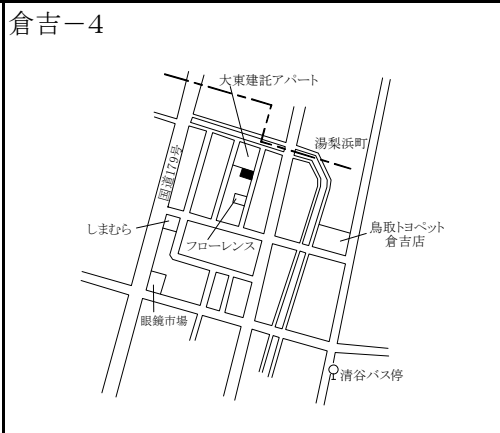 倉吉－4
大東建託アパート
湯梨浜町
国道179号
しまむら
フローレンス
鳥取トヨペット
倉吉店
眼鏡市場
清谷バス停